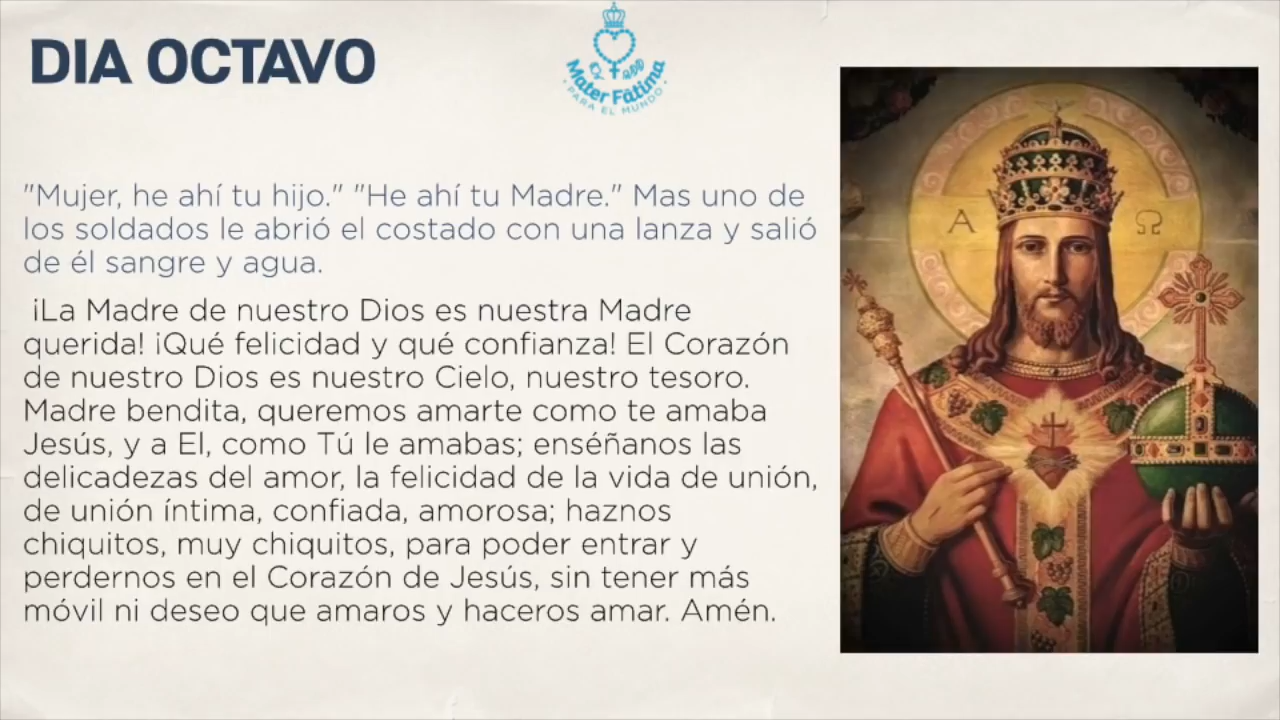 DIA OCTAVO
Mater Fàtima
PARA EL MUNDO
"Mujer, he ahí tu hijo." "He ahí tu Madre." Mas uno de
los soldados le abrió el costado con una lanza y salió
de él sangre y agua.
¡La Madre de nuestro Dios es nuestra Madre
querida! ¡Qué felicidad y qué confianza! El Corazón
de nuestro Dios es nuestro Cielo, nuestro tesoro.
Madre bendita, queremos amarte como te amaba
Jesús, y a El, como Tú le amabas; enséñanos las
delicadezas del amor, la felicidad de la vida de unión,
de unión íntima, confiada, amorosa; haznos
chiquitos, muy chiquitos, para poder entrar y
perdernos en el Corazón de Jesús, sin tener más
móvil ni deseo que amaros y haceros amar. Amén.
Α Ω